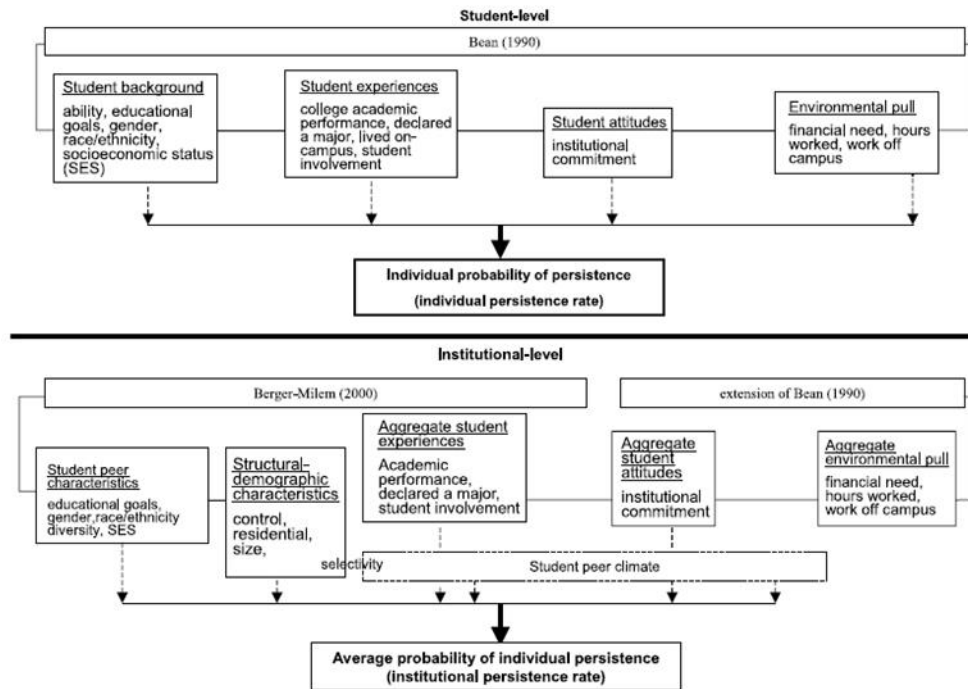 Student-level
Bean (1990)
Student background
ability, educational
goals, gender,
race/ethnicity,
socioeconomic status
(SES)
Student experiences
college academic
performance, declared
a major, lived on-
campus, student
involvement
Student attitudes
institutional
commitment
Environmental pull
financial need, hours
worked, work off
campus
Individual probability of persistence
(individual persistence rate)
Institutional-level
Berger-Milem (2000)
extension of Bean (1990)
Student peer
characteristics
educational goals,
gender,race/ethnicity
diversity, SES
Structural-
demographic
characteristics
control,
residential,
size,
selectivity
Aggregate student
experiences
Academic
performance,
declared a major,
student involvement
Aggregate
student
attitudes
institutional
commitment
Aggregate
environmental pull
financial need,
hours worked,
work off campus
Student peer climate
Average probability of individual persistence
(institutional persistence rate)